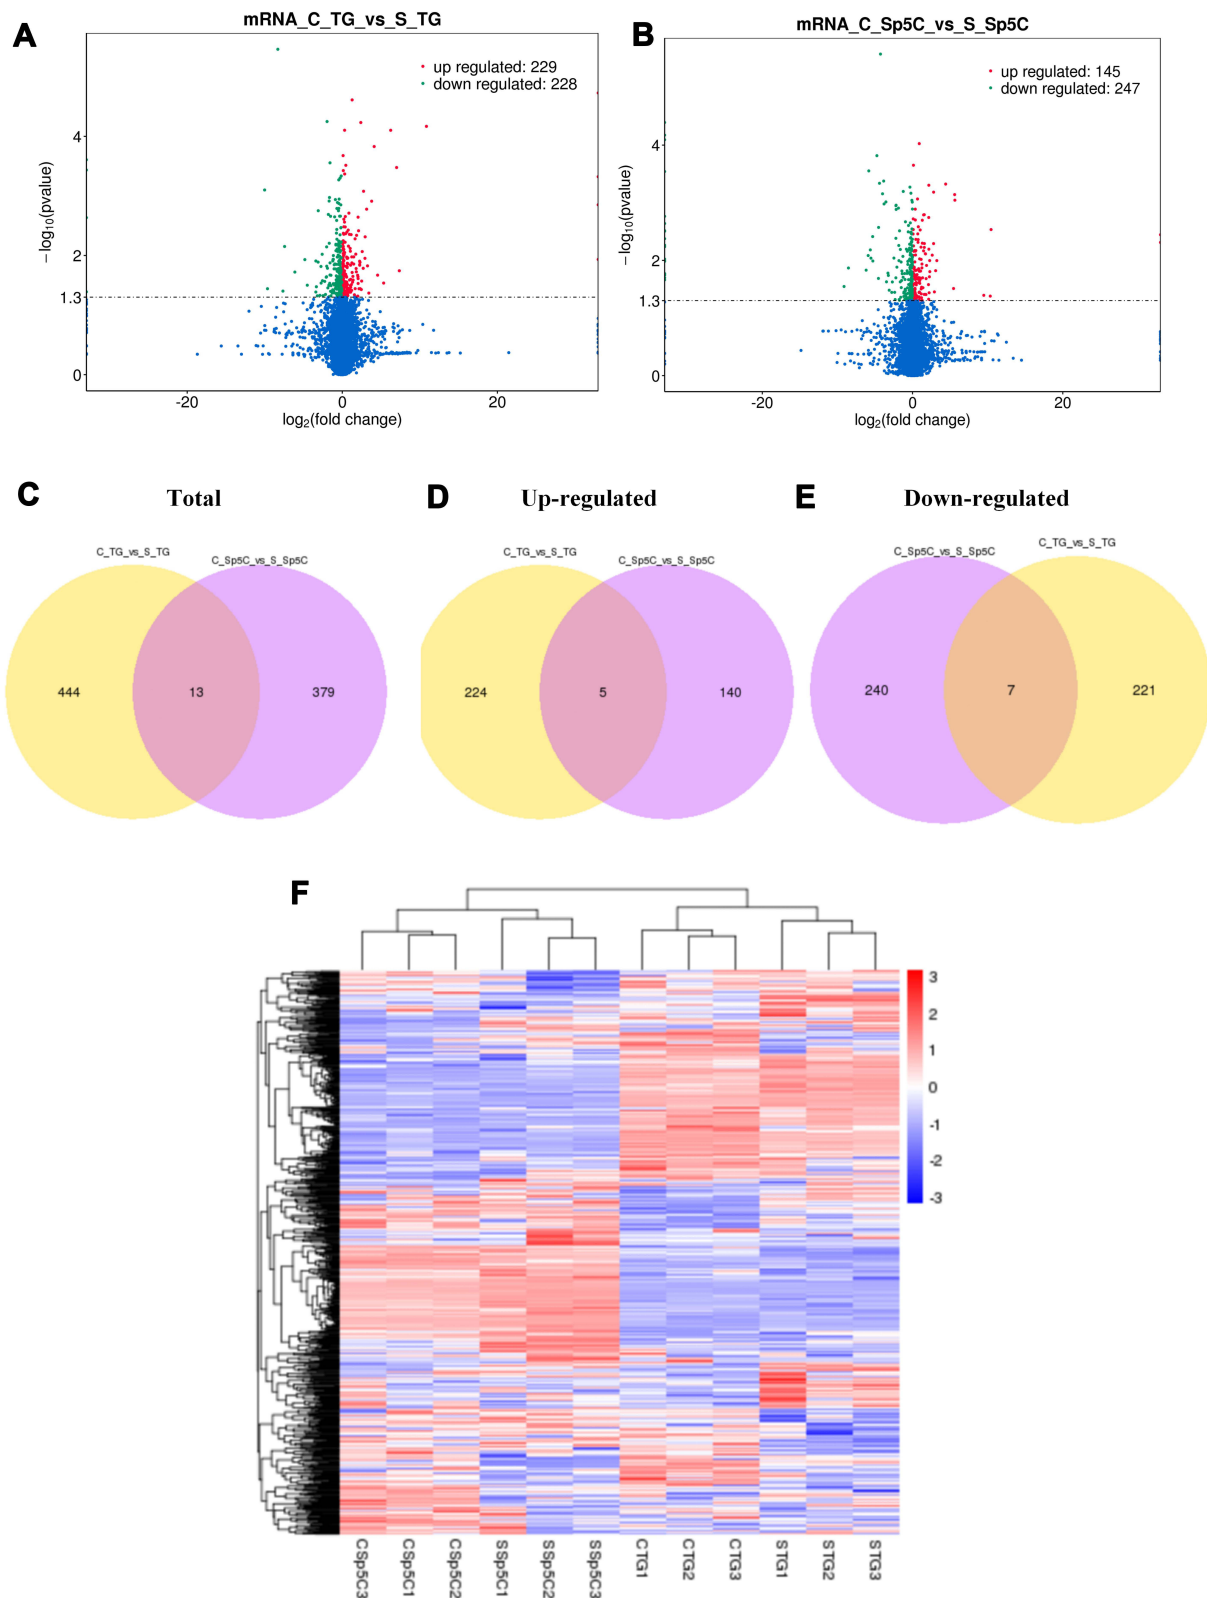 A
mRNA_C_TG_vs_S_TG
up regulated: 229
down regulated: 228
4
2
1.3
0
−log10(pvalue)
-20
0
20
log2(fold change)
B
mRNA_C_Sp5C_vs_S_Sp5C
up regulated: 145
down regulated: 247
4
2
1.3
0
−log10(pvalue)
-20
0
20
log2(fold change)
C
Total
C_TG_vs_S_TG
C_Sp5C_vs_S_Sp5C
444
13
379
D
Up-regulated
C_TG_vs_S_TG
C_Sp5C_vs_S_Sp5C
224
5
140
E
Down-regulated
C_Sp5C_vs_S_Sp5C
C_TG_vs_S_TG
240
7
221
F
3
2
1
0
-1
-2
-3
CSp5C3
CSp5C1
CSp5C2
SSp5C1
SSp5C2
SSp5C3
CTG1
CTG2
CTG3
STG1
STG2
STG3